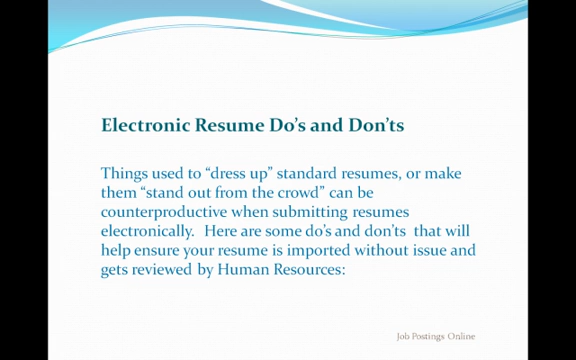 Electronic Resume Do's and Don'ts
Things used to “dress up” standard resumes, or make
them “stand out from the crowd” can be
counterproductive when submitting resumes
electronically.  Here are some do's and don'ts  that will
help ensure your resume is imported without issue and
gets reviewed by Human Resources:
Job Postings Online